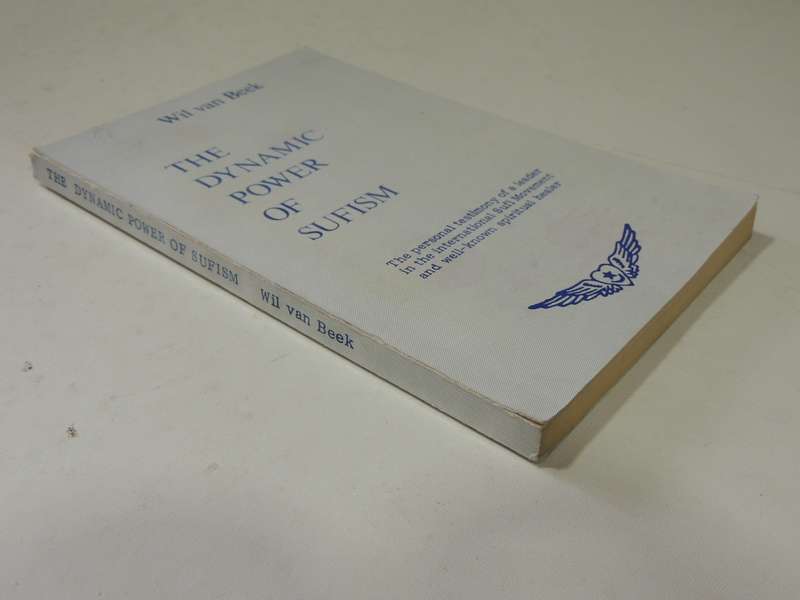 Wil van Beek
THE
DYNAMIC
POWER
OF
SUFISM
The personal testimony of a leader
in the international Sufi Movement
and well-known spiritual healer
THE DYNAMIC POWER OF SUFISM Wil van Beek